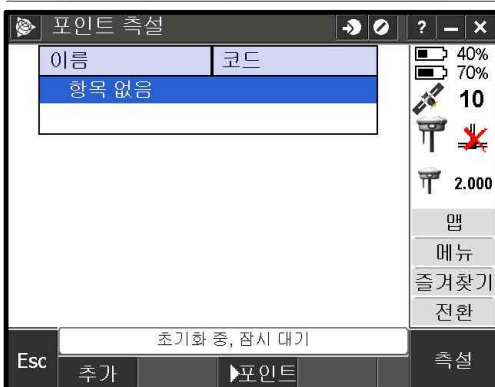 포인트 측설
? – ×
이름 코드
항목 없음
40%
70%
10
2.000
맵
메뉴
즐겨찾기
전환
초기화 중, 잠시 대기
Esc 추가 ▶포인트 측설